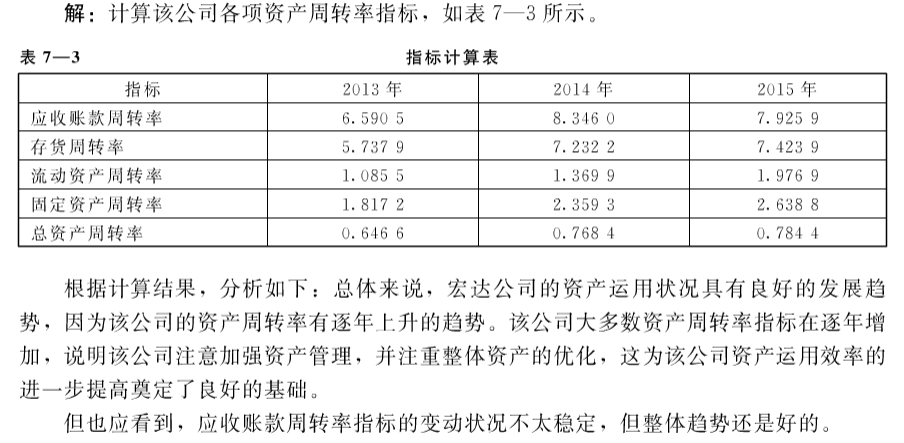 解：计算该公司各项资产周转率指标，如表 7—3 所示。
表 7—3 指标计算表
指标 2013 年 2014 年 2015 年
应收账款周转率 6.590 5 8.346 0 7.925 9
存货周转率 5.737 9 7.232 2 7.423 9
流动资产周转率 1.085 5 1.369 9 1.976 9
固定资产周转率 1.817 2 2.359 3 2.638 8
总资产周转率 0.646 6 0.768 4 0.784 4
根据计算结果，分析如下：总体来说，宏达公司的资产运用状况具有良好的发展趋
势，因为该公司的资产周转率有逐年上升的趋势。该公司大多数资产周转率指标在逐年增
加，说明该公司注意加强资产管理，并注重整体资产的优化，这为该公司资产运用效率的
进一步提高奠定了良好的基础。
但也应看到，应收账款周转率指标的变动状况不太稳定，但整体趋势还是好的。